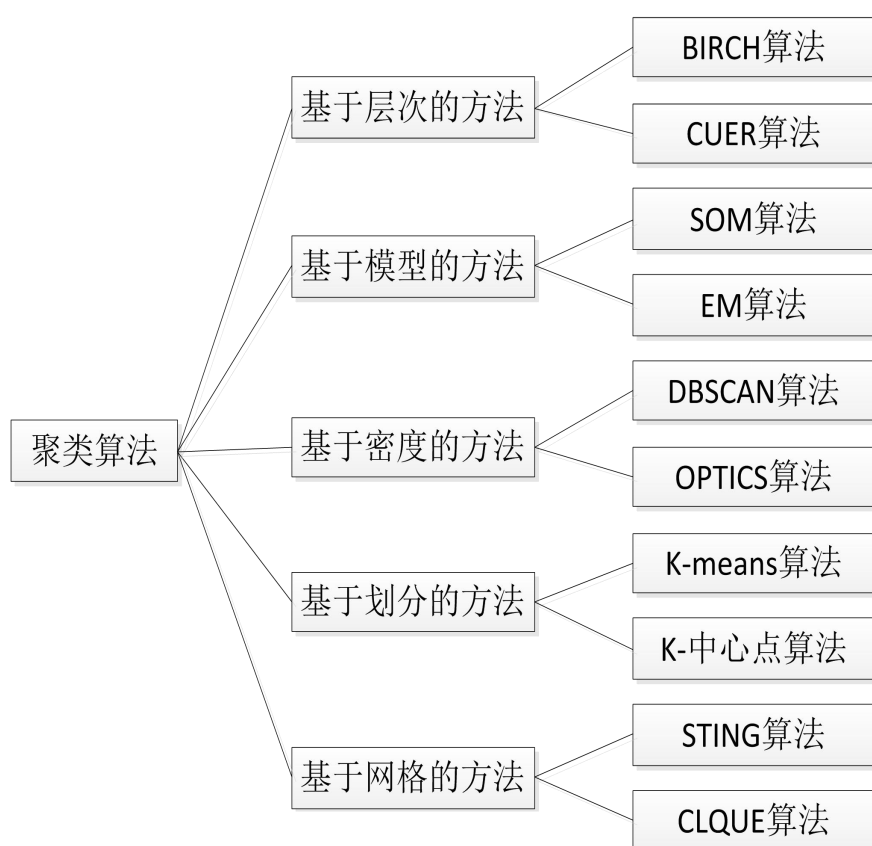 聚类算法
基于层次的方法
BIRCH算法
CUER算法
基于模型的方法
SOM算法
EM算法
基于密度的方法
DBSCAN算法
OPTICS算法
基于划分的方法
K-means算法
K-中心点算法
基于网格的方法
STING算法
CLQUE算法